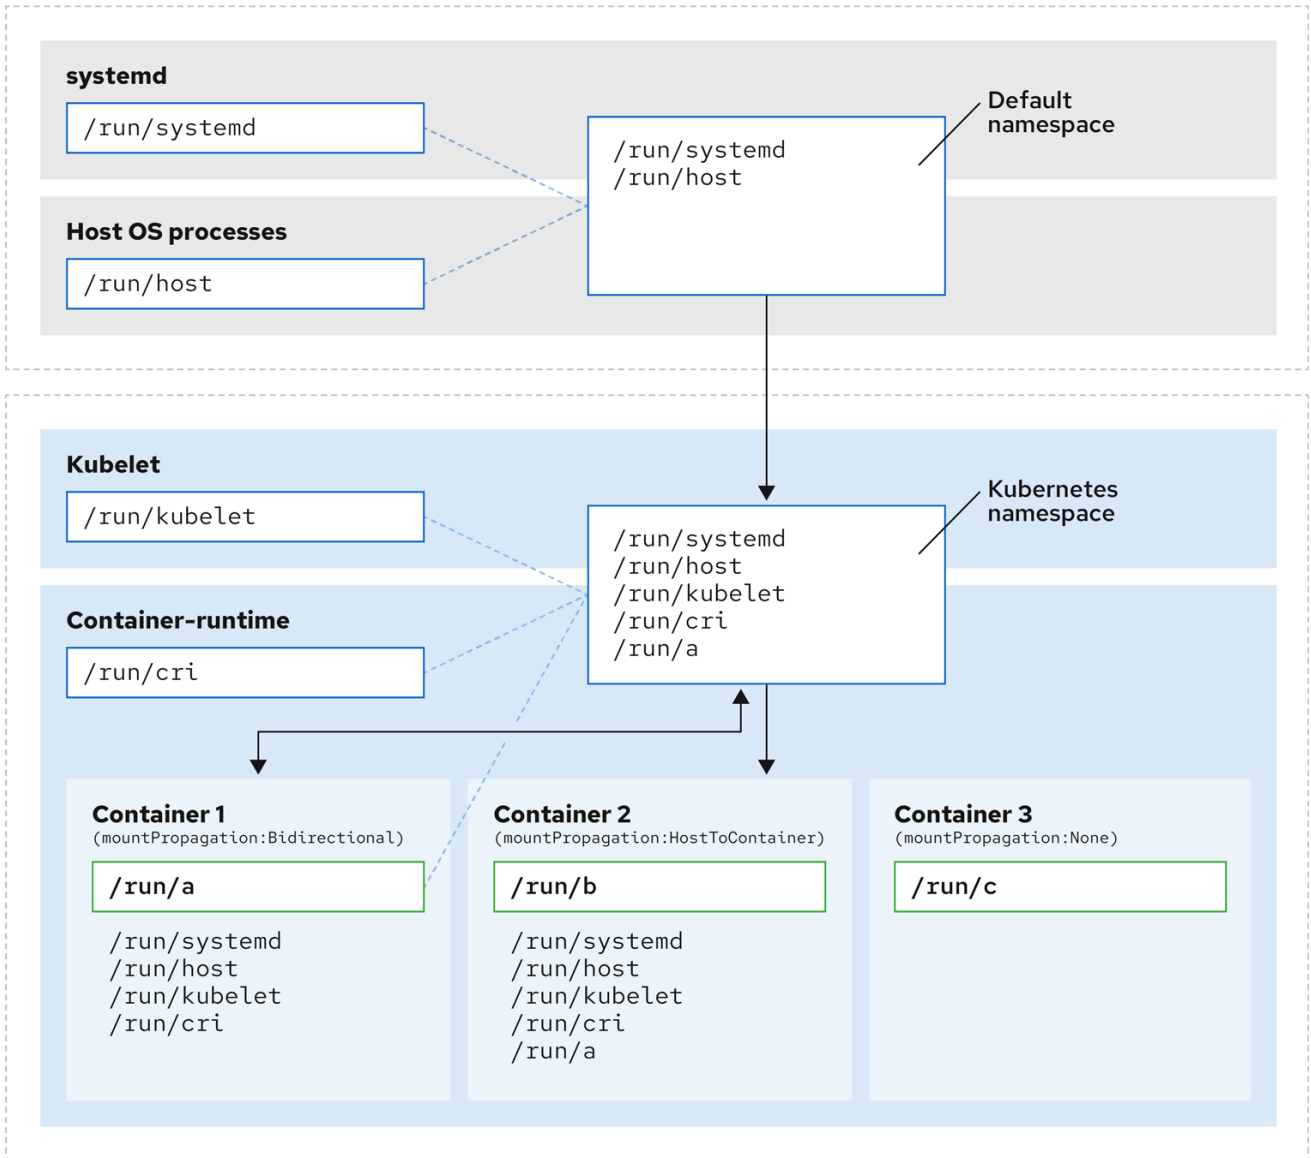 systemd
/run/systemd
/run/systemd
/run/host
Default
namespace
Host OS processes
/run/host
Kubelet
/run/kubelet
/run/systemd
/run/host
/run/kubelet
/run/cri
/run/a
Kubernetes
namespace
Container-runtime
/run/cri
Container 1
(mountPropagation:Bidirectional)
/run/a
/run/systemd
/run/host
/run/kubelet
/run/cri
Container 2
(mountPropagation:HostToContainer)
/run/b
/run/systemd
/run/host
/run/kubelet
/run/cri
/run/a
Container 3
(mountPropagation:None)
/run/c